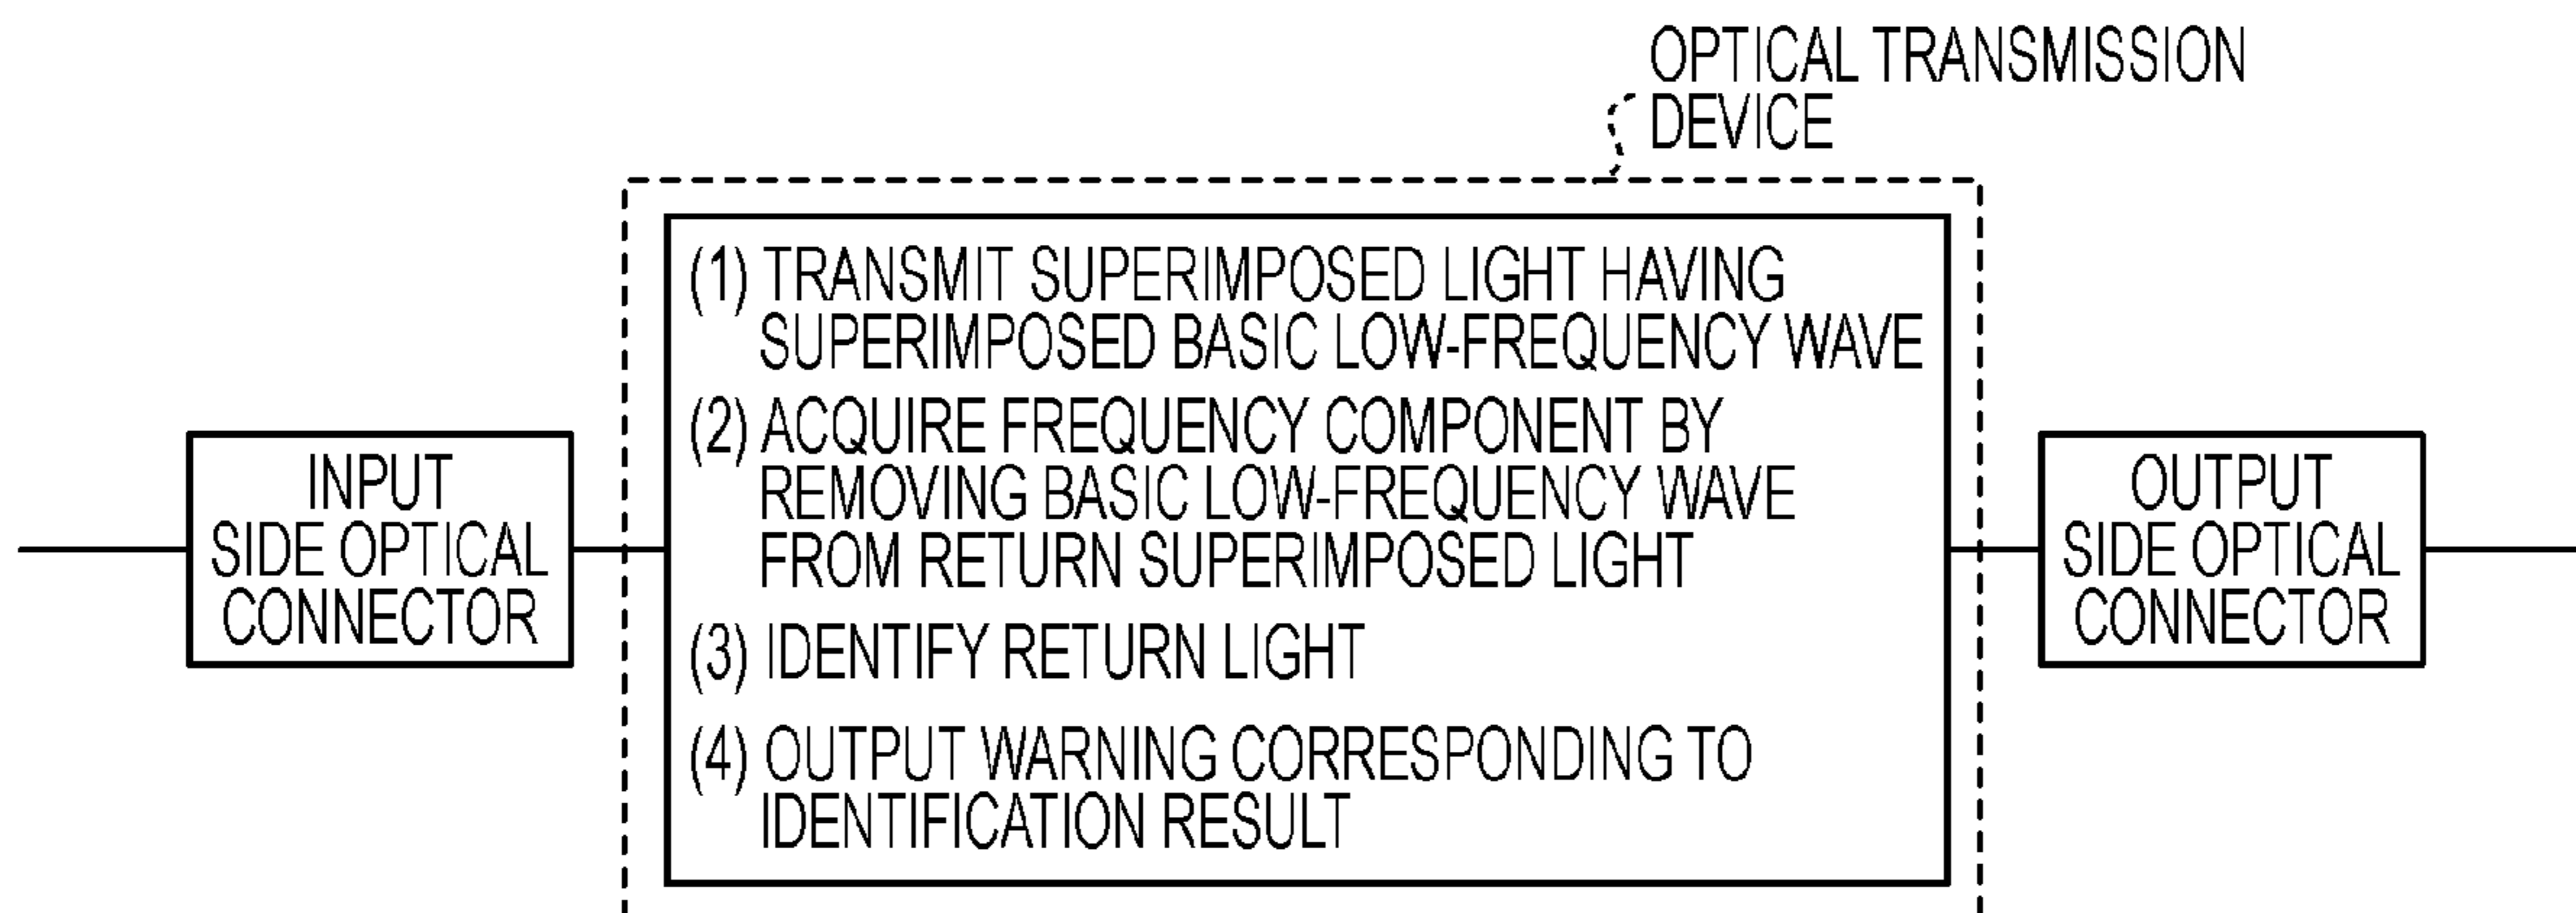 OPTICAL TRANSMISSION
DEVICE
(1) TRANSMIT SUPERIMPOSED LIGHT HAVING
SUPERIMPOSED BASIC LOW-FREQUENCY WAVE
(2) ACQUIRE FREQUENCY COMPONENT BY
REMOVING BASIC LOW-FREQUENCY WAVE
FROM RETURN SUPERIMPOSED LIGHT
(3) IDENTIFY RETURN LIGHT
(4) OUTPUT WARNING CORRESPONDING TO
IDENTIFICATION RESULT
INPUT
SIDE OPTICAL
CONNECTOR
OUTPUT
SIDE OPTICAL
CONNECTOR